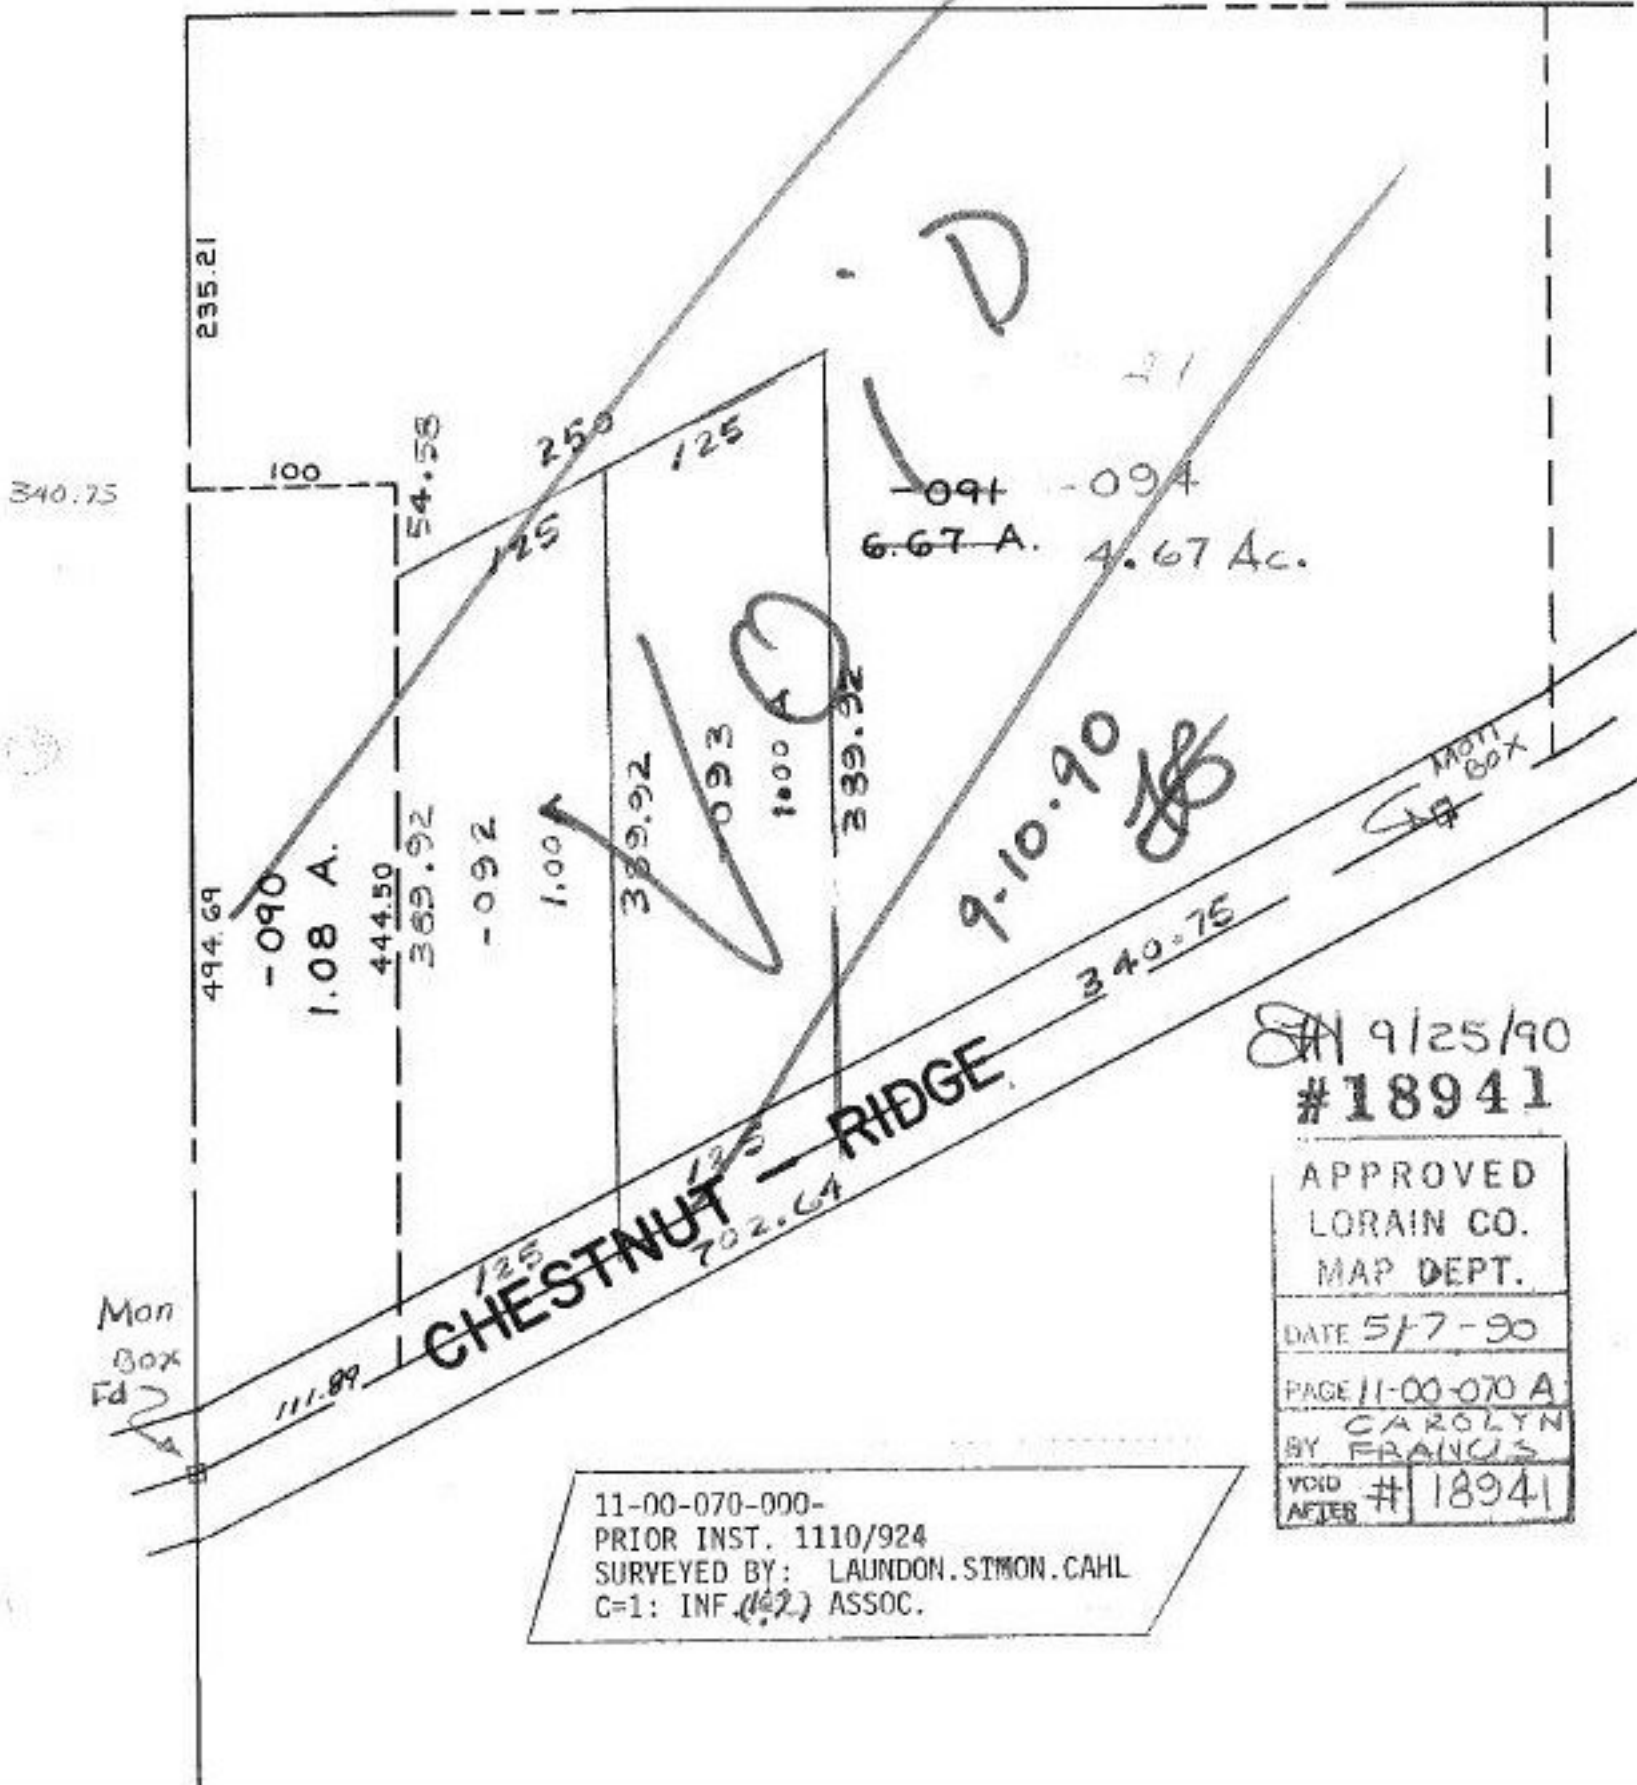 235.21
340.75
100
54.58
250
125
125
D
-091
-094
6.67 A.
4.67 Ac.
494.69
-090
1.08 A.
444.50
389.92
-092
1.00
389.92
-093
1.00 A
389.92
9-10-90
Mon
Box
340.75
CHESTNUT — RIDGE
125
125
702.64
111.89
Mon
Box
Fd
9/25/90
#18941
APPROVED
LORAIN CO.
MAP DEPT.
DATE 5-17-90
PAGE 11-00-070 A
CAROLYN
BY FRANCIS
VOID
AFTER # 18941
11-00-070-000-
PRIOR INST. 1110/924
SURVEYED BY: LAUNDON.SIMON.CAHL
C=1: INF. ASSOC.